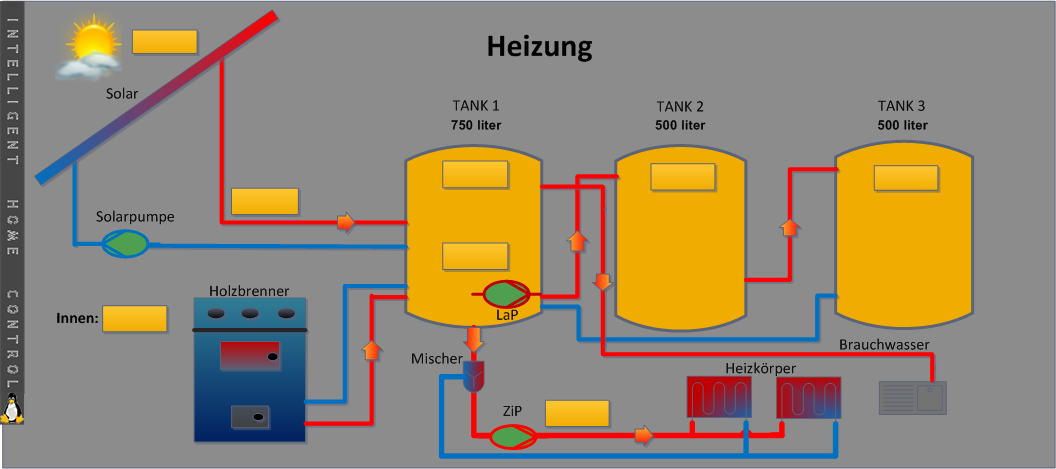 INTELLIGENT HOME CONTROL
Heizung
Solar
TANK 1
750 liter
TANK 2
500 liter
TANK 3
500 liter
Solarpumpe
Holzbrenner
Innen:
LaP
Mischer
Brauchwasser
Heizkörper
ZiP